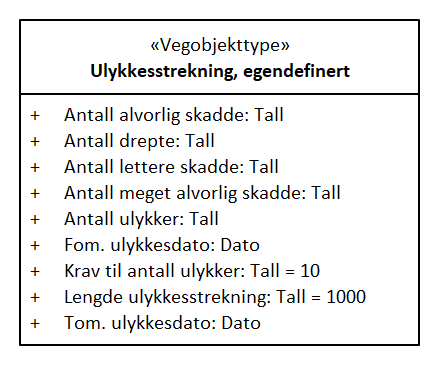 «Vegobjekttype»
Ulykkesstrekning, egendefinert
+ Antall alvorlig skadde: Tall
+ Antall drepte: Tall
+ Antall lettere skadde: Tall
+ Antall meget alvorlig skadde: Tall
+ Antall ulykker: Tall
+ Fom. ulykkesdato: Dato
+ Krav til antall ulykker: Tall = 10
+ Lengde ulykkesstrekning: Tall = 1000
+ Tom. ulykkesdato: Dato